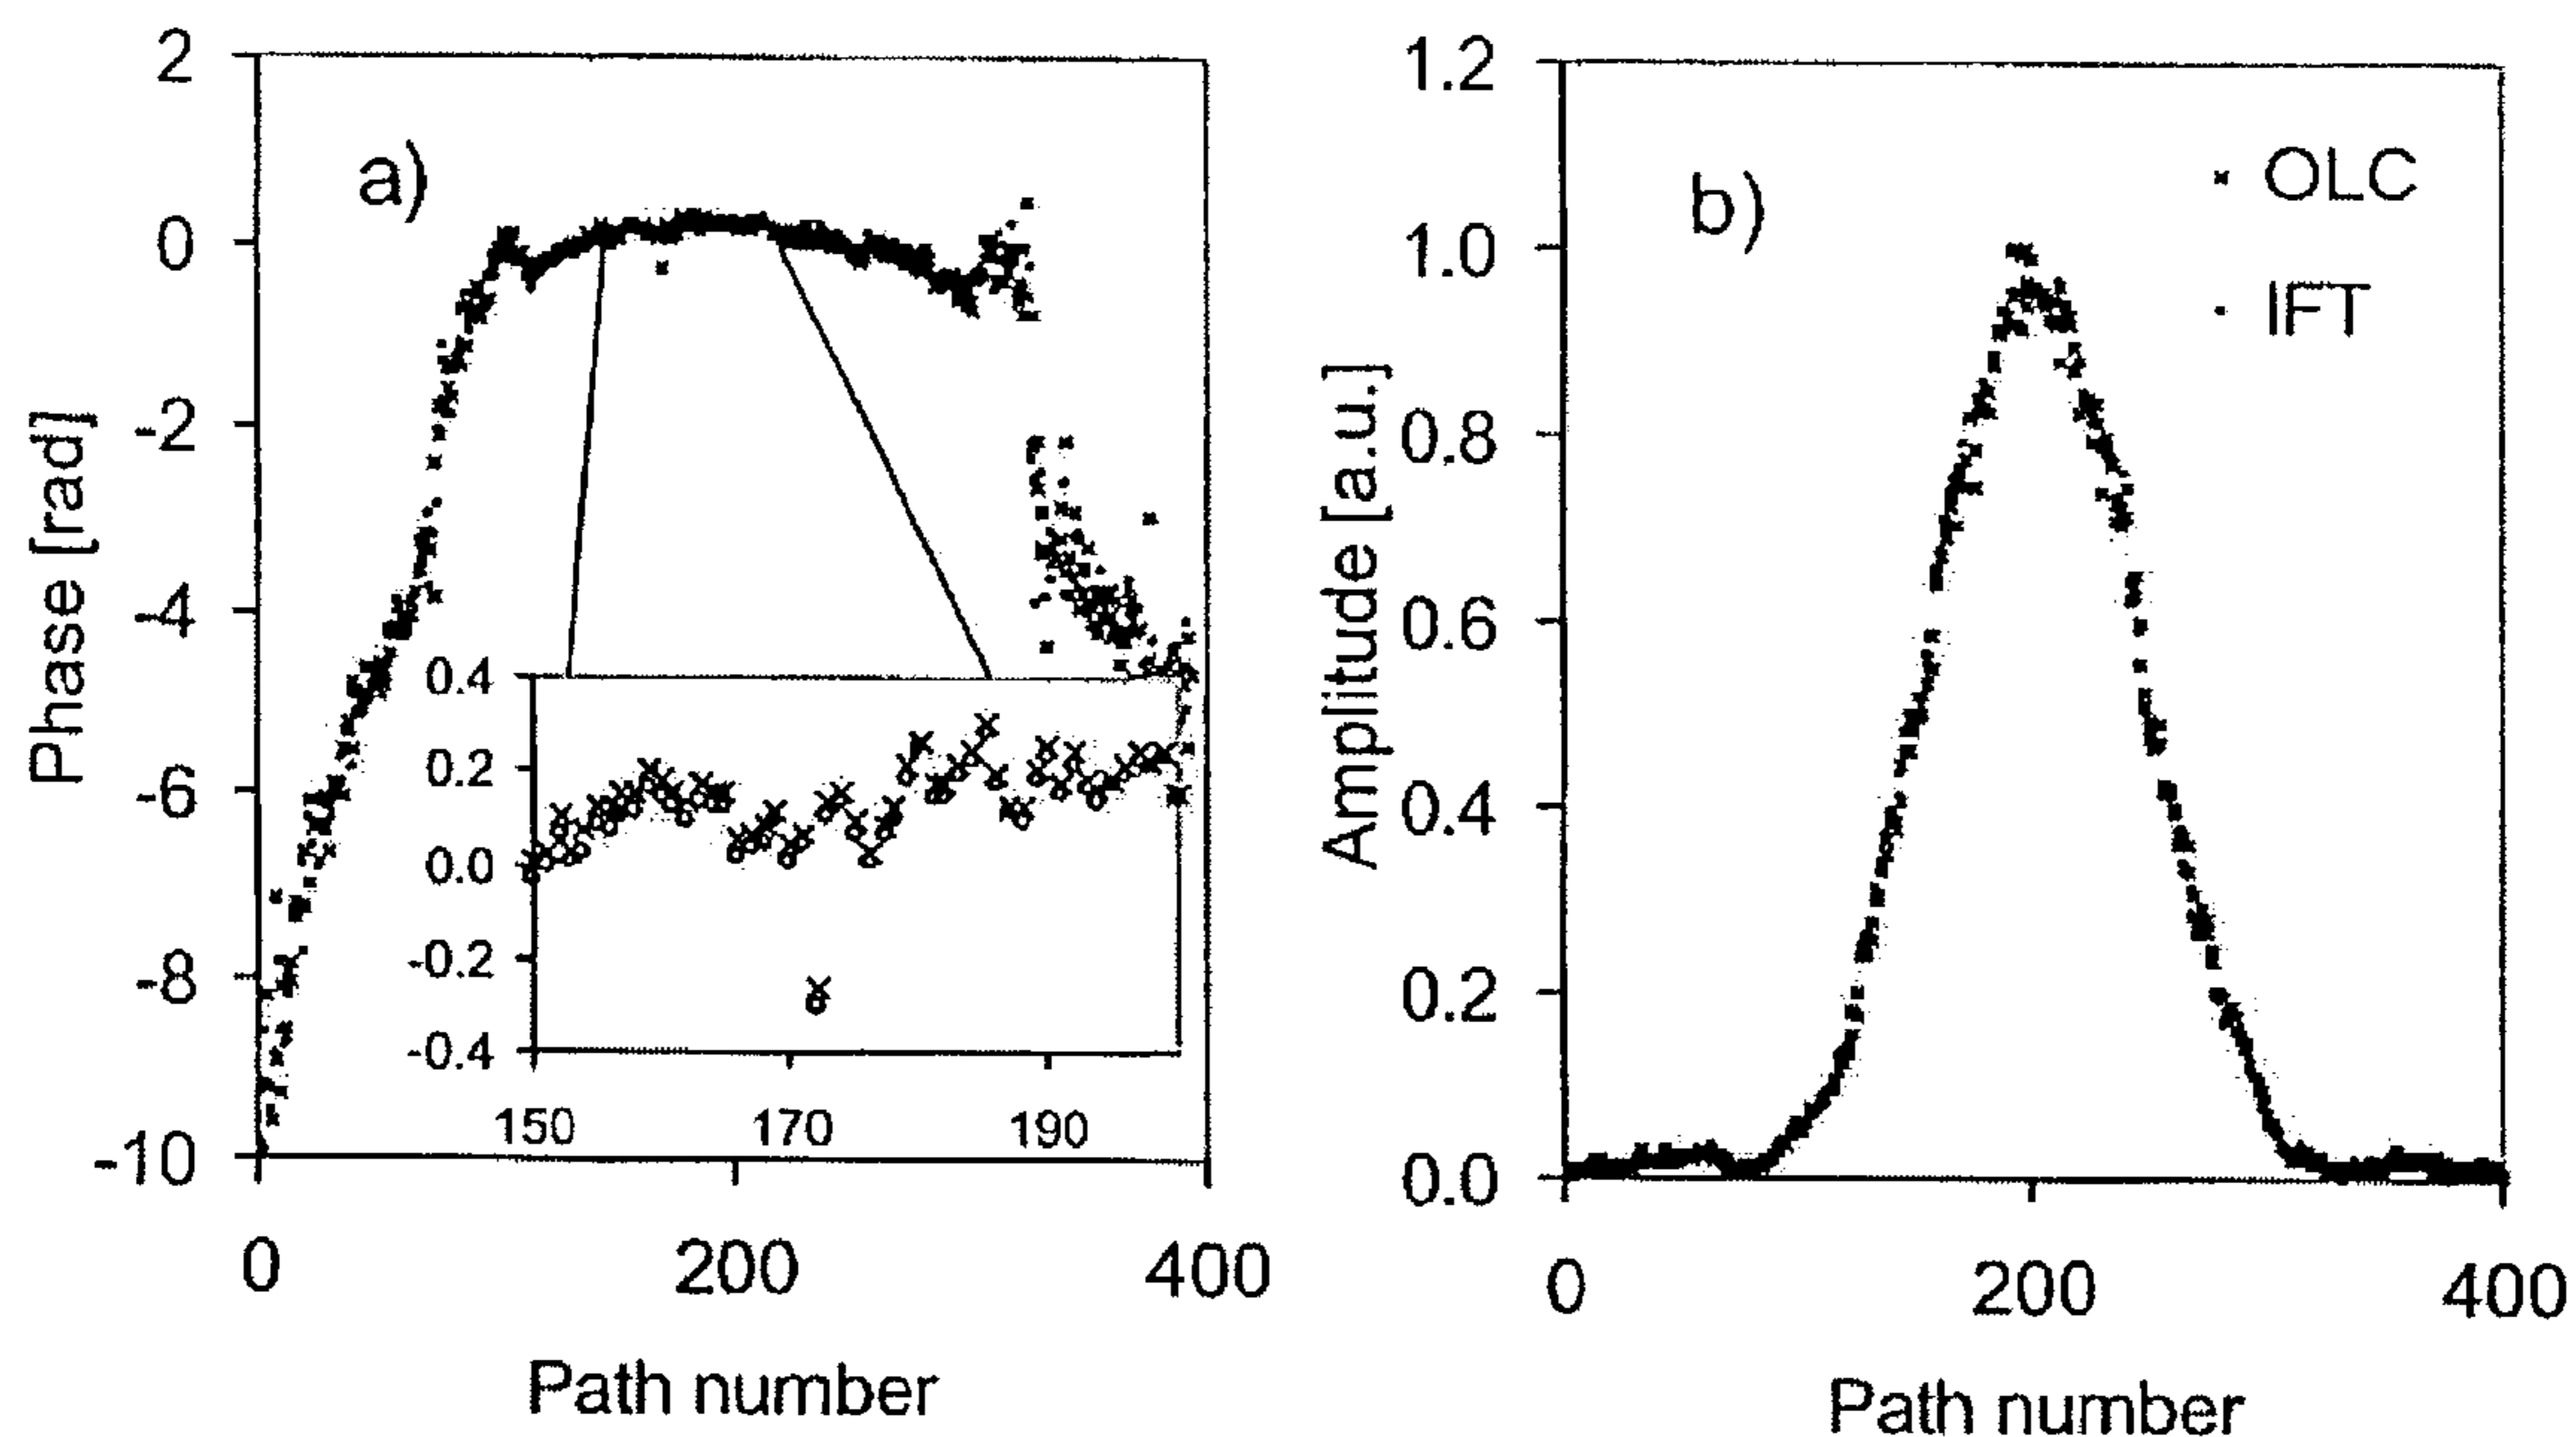 a)
Phase [rad]
2
0
-2
-4
-6
-8
-10
0.4
0.2
0.0
-0.2
-0.4
150 170 190
0 200 400
Path number
b)
× OLC
· IFT
Amplitude [a.u.]
1.2
1.0
0.8
0.6
0.4
0.2
0.0
0 200 400
Path number